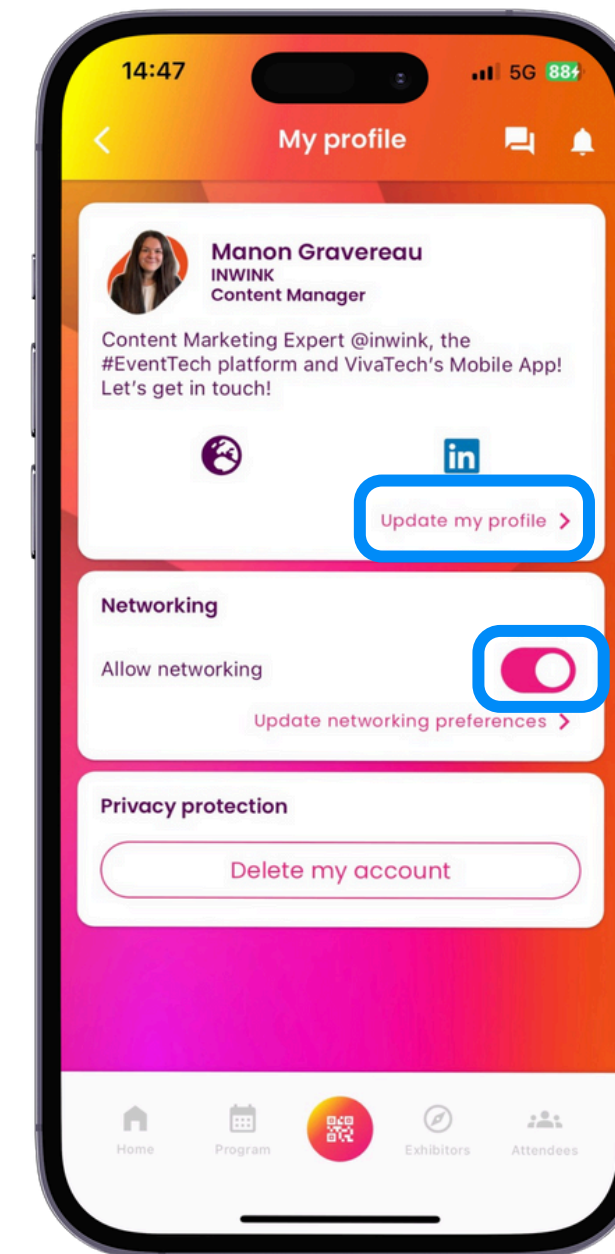 14:47
5G 88
My profile
Manon Gravereau
INWINK
Content Manager
Content Marketing Expert @inwink, the
#EventTech platform and VivaTech's Mobile App!
Let's get in touch!
in
Update my profile
Networking
Allow networking
Update networking preferences
Privacy protection
Delete my account
Home Program Exhibitors Attendees